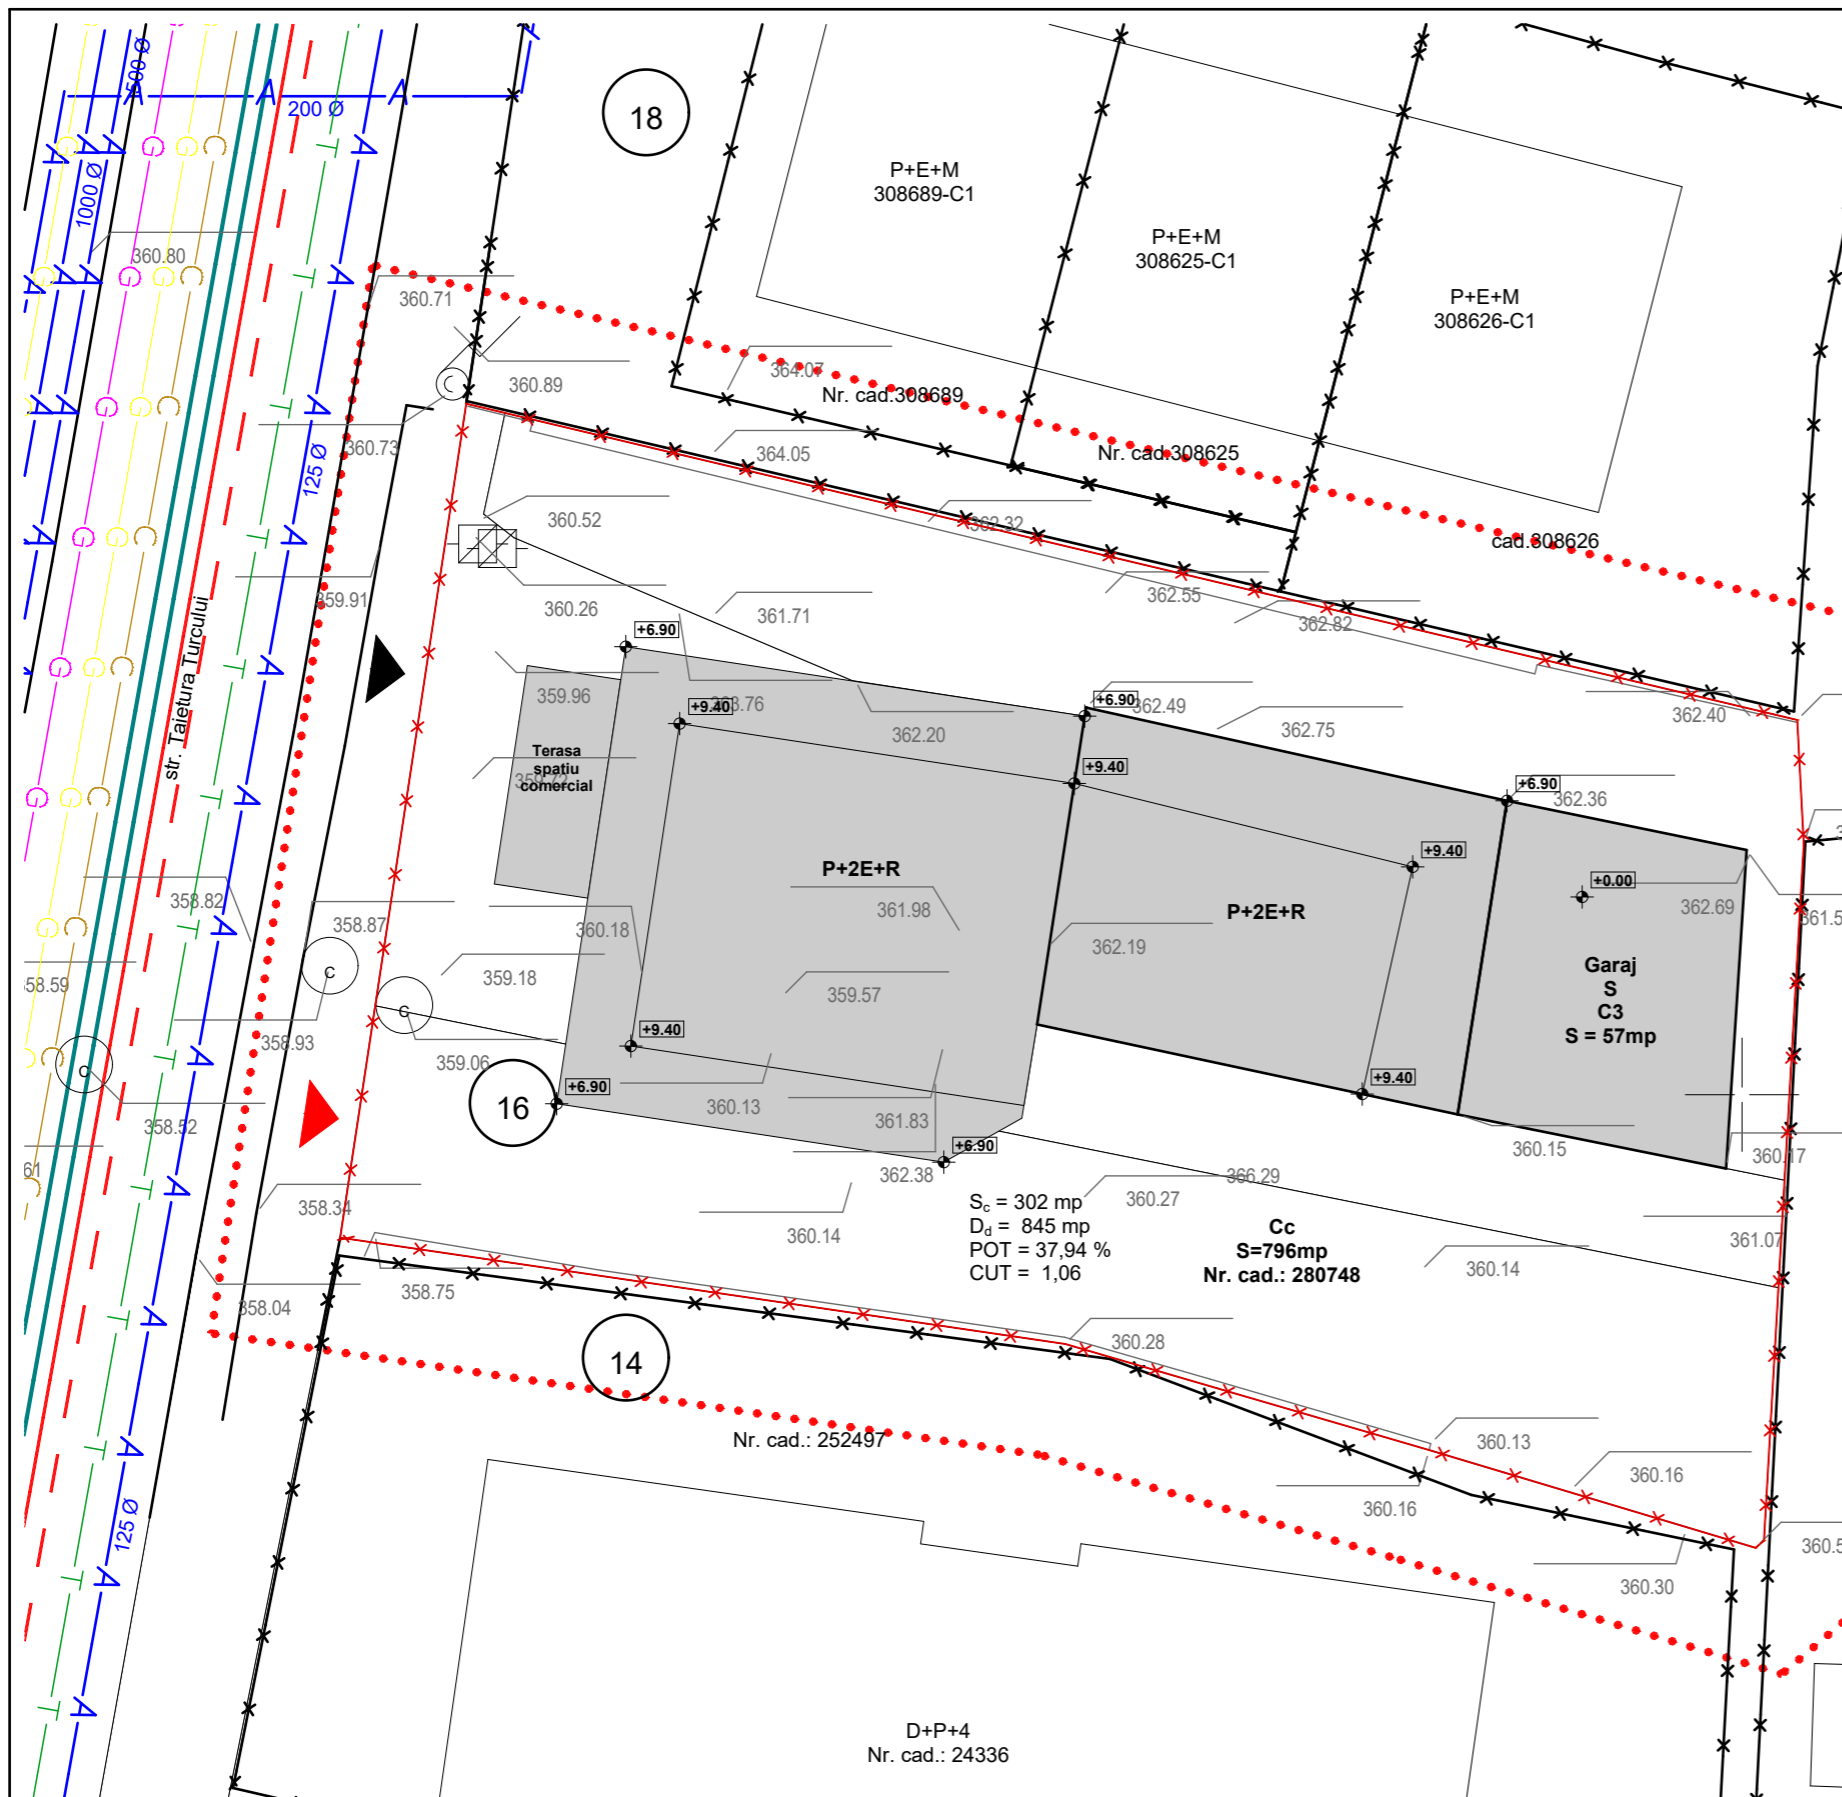 500 Ø
200 Ø
18
1000 Ø
P+E+M
308689-C1
P+E+M
308625-C1
P+E+M
308626-C1
360.80
360.71
360.89
364.07
Nr. cad.308689
360.73
125 Ø
364.05
Nr. cad.308625
360.52
362.32
cad.308626
359.91
360.26
361.71
362.55
362.82
str. Taietura Turcului
+6.90
359.96
+9.40
362.20
+6.90
362.49
362.75
362.40
Terasa
spatiu
comercial
359.72
+9.40
+6.90
362.36
P+2E+R
+9.40
+0.00
358.82
358.87
360.18
361.98
P+2E+R
362.69
359.18
362.19
Garaj
S
C3
S = 57mp
C
359.57
C
358.93
359.06
+9.40
C
16
+6.90
360.13
361.83
+9.40
358.52
+6.90
360.15
360.17
362.38
366.29
358.34
360.14
S꜀ = 302 mp
D_d = 845 mp
POT = 37,94 %
CUT = 1,06
360.27
Cc
S=796mp
Nr. cad.: 280748
361.07
360.14
358.04
358.75
360.28
14
Nr. cad.: 252497
360.13
360.16
360.16
125 Ø
360.30
D+P+4
Nr. cad.: 24336